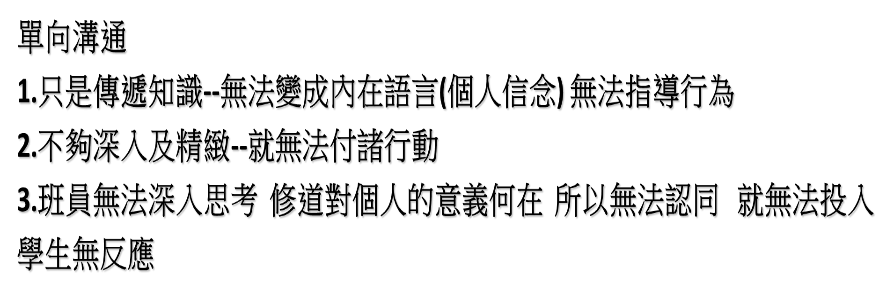 單向溝通
1.只是傳遞知識--無法變成內在語言(個人信念) 無法指導行為
2.不夠深入及精緻--就無法付諸行動
3.班員無法深入思考 修道對個人的意義何在 所以無法認同 就無法投入
學生無反應